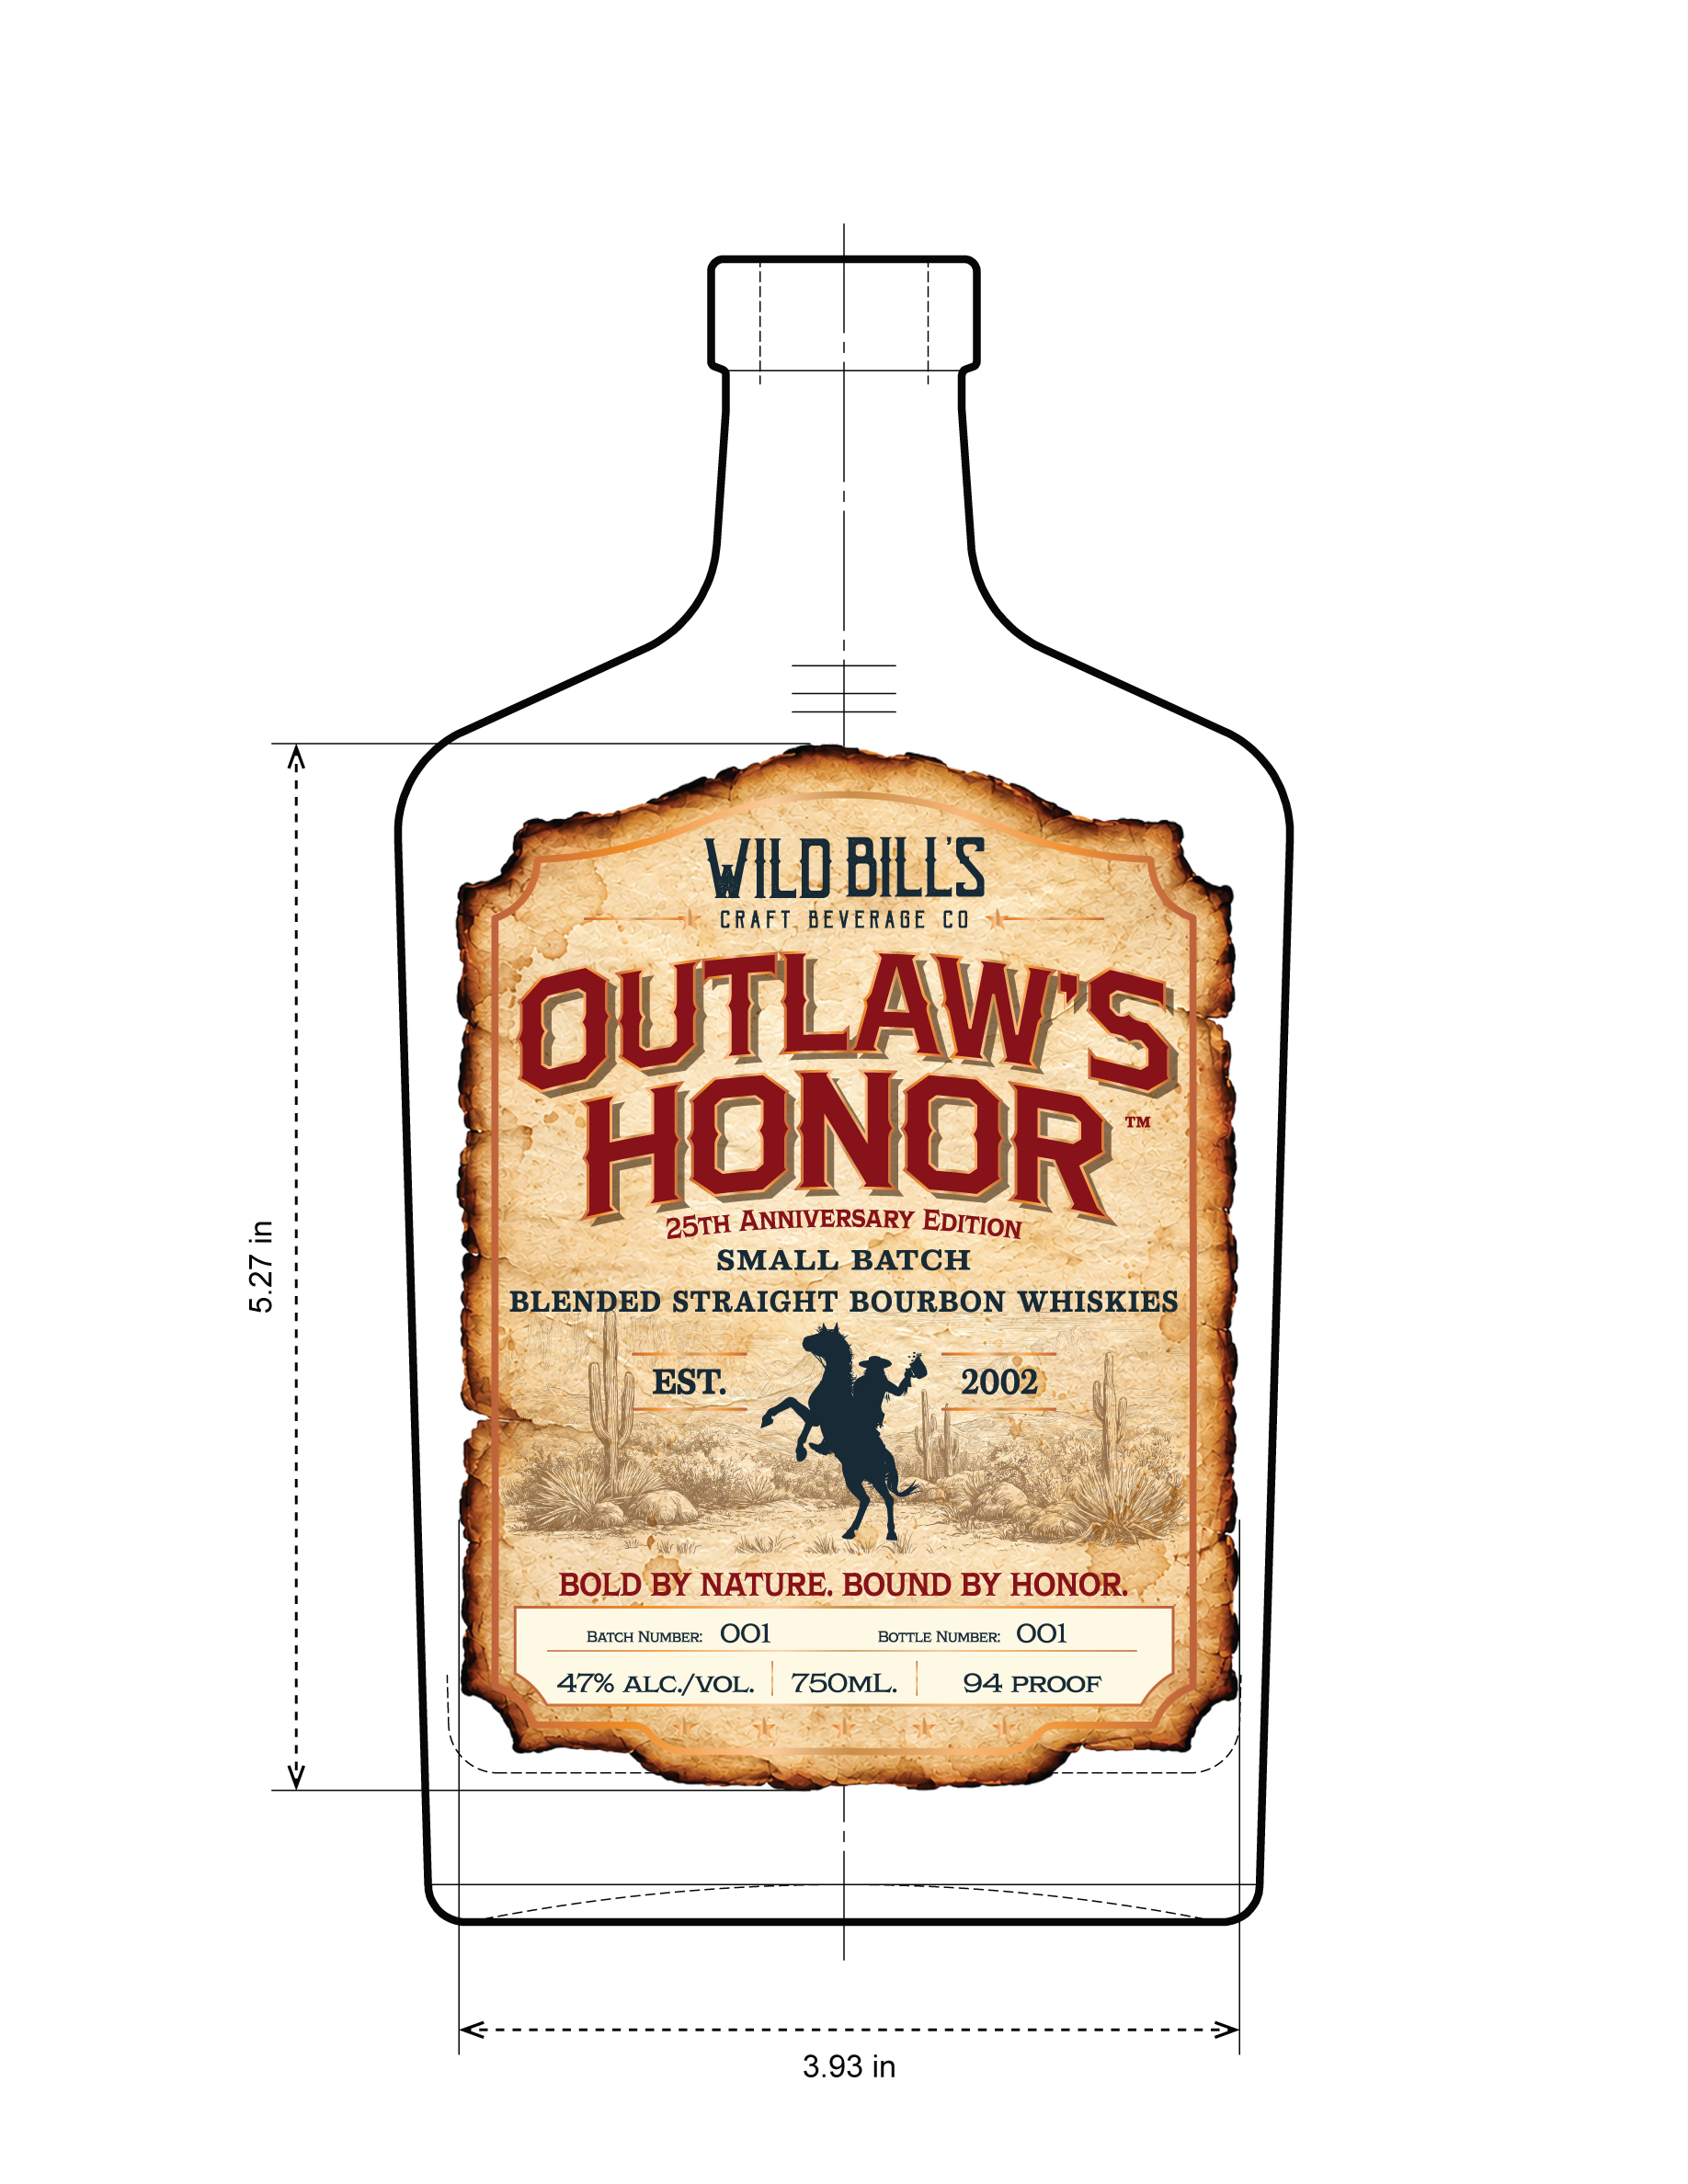 WILD BILL'S
CRAFT BEVERAGE CO
OUTLAW'S
HONOR ™
25TH ANNIVERSARY EDITION
SMALL BATCH
BLENDED STRAIGHT BOURBON WHISKIES
EST. 2002
BOLD BY NATURE. BOUND BY HONOR.
BATCH NUMBER: 001 BOTTLE NUMBER: 001
47% ALC./VOL. 750ML. 94 PROOF
5.27 in
3.93 in